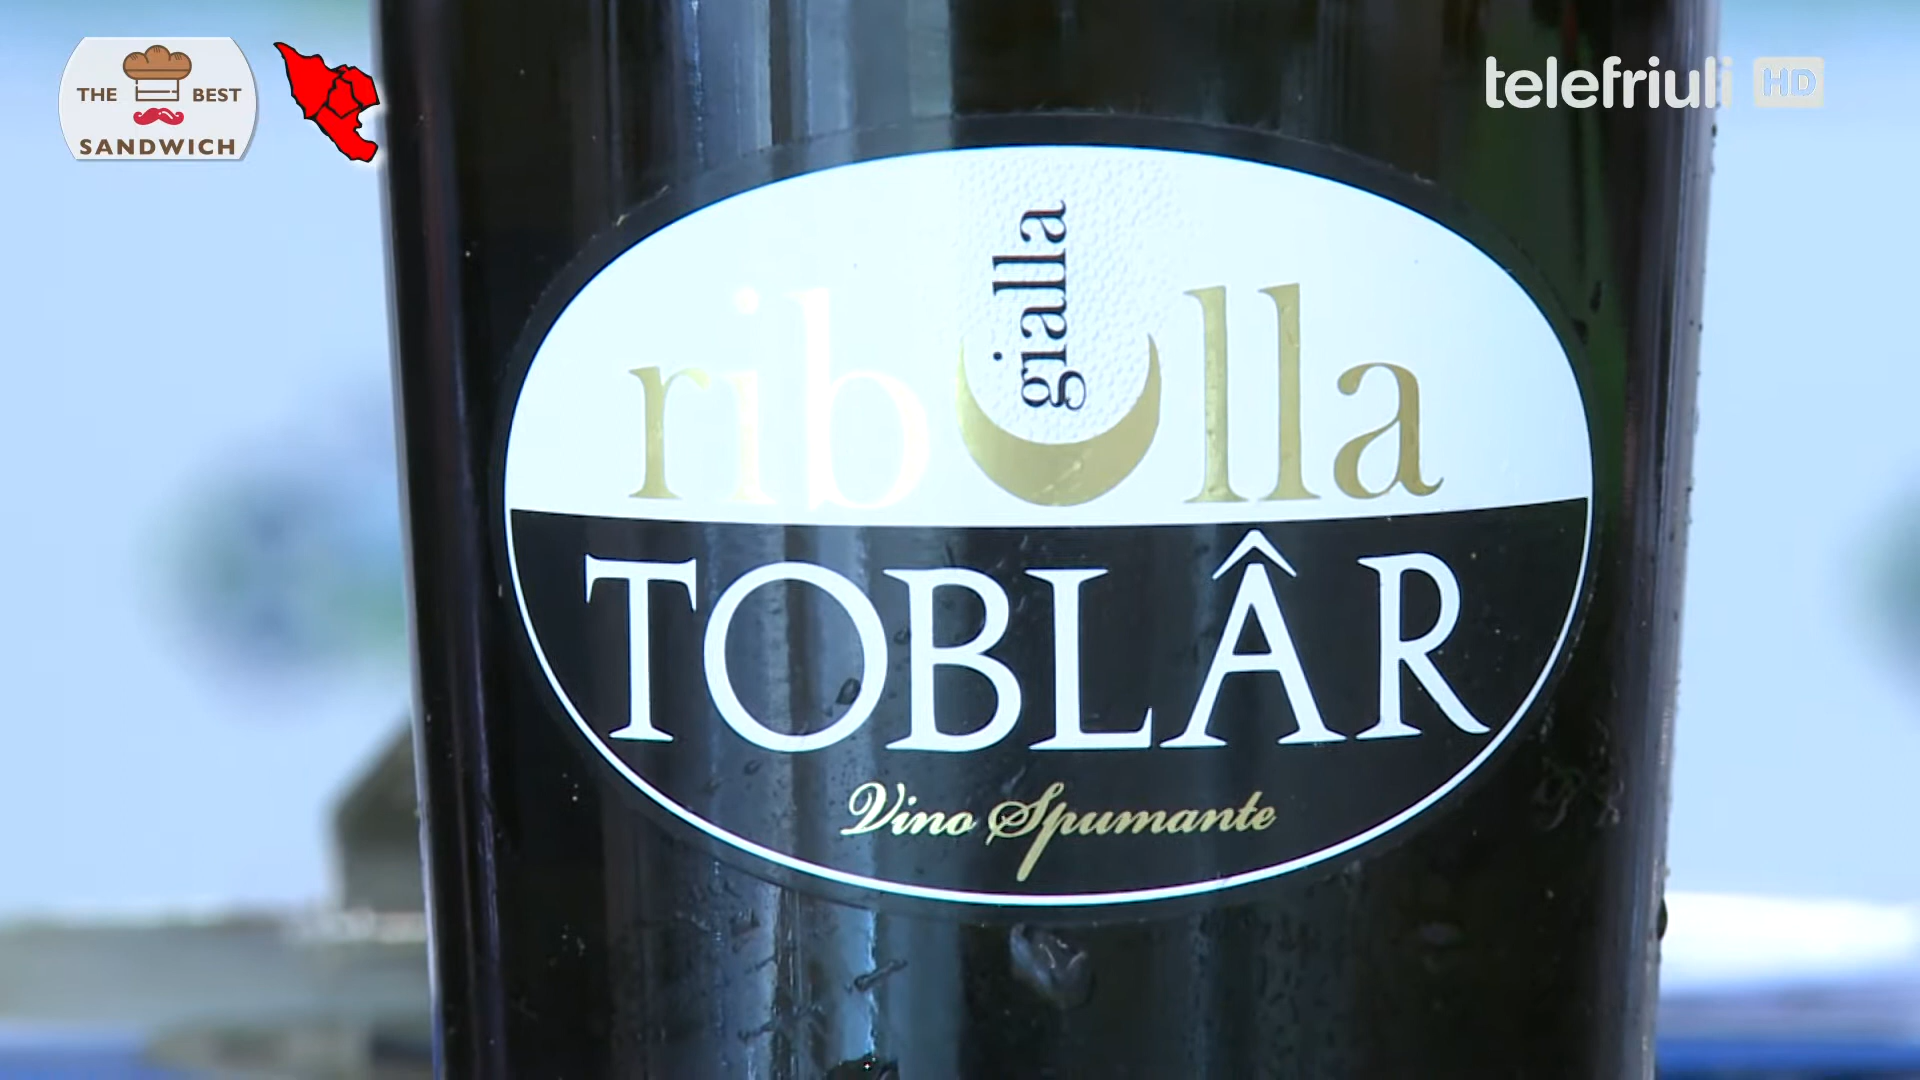 THE BEST
SANDWICH
telefriuli HD
gialla
ribolla
TOBLÂR
Vino Spumante